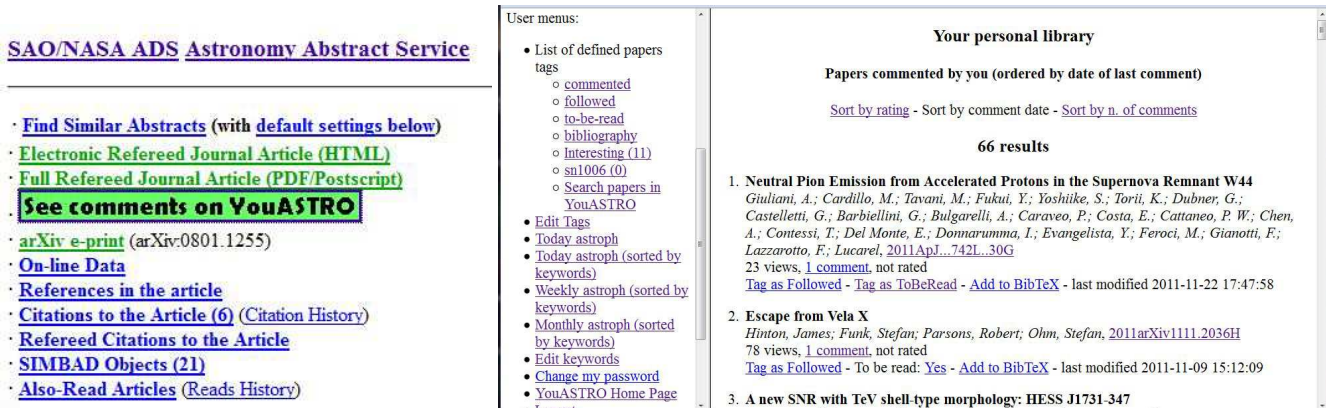 SAO/NASA ADS Astronomy Abstract Service
· Find Similar Abstracts (with default settings below)
· Electronic Refereed Journal Article (HTML)
· Full Refereed Journal Article (PDF/Postscript)
· See comments on YouASTRO
· arXiv e-print (arXiv:0801.1255)
· On-line Data
· References in the article
· Citations to the Article (6) (Citation History)
· Refereed Citations to the Article
· SIMBAD Objects (21)
· Also-Read Articles (Reads History)
User menus:
• List of defined papers
tags
○ commented
○ followed
○ to-be-read
○ bibliography
○ Interesting (11)
○ sn1006 (0)
○ Search papers in
YouASTRO
• Edit Tags
• Today astroph
• Today astroph (sorted by
keywords)
• Weekly astroph (sorted by
keywords)
• Monthly astroph (sorted
by keywords)
• Edit keywords
• Change my password
• YouASTRO Home Page
Your personal library
Papers commented by you (ordered by date of last comment)
Sort by rating - Sort by comment date - Sort by n. of comments
66 results
1. Neutral Pion Emission from Accelerated Protons in the Supernova Remnant W44
Giuliani, A.; Cardillo, M.; Tavani, M.; Fukui, Y.; Yoshiike, S.; Torii, K.; Dubner, G.;
Castelletti, G.; Barbiellini, G.; Bulgarelli, A.; Caraveo, P.; Costa, E.; Cattaneo, P. W.; Chen,
A.; Contessi, T.; Del Monte, E.; Donnarumma, I.; Evangelista, Y.; Feroci, M.; Gianotti, F.;
Lazzarotto, F.; Lucarel, 2011ApJ...742L..30G
23 views, 1 comment, not rated
Tag as Followed - Tag as ToBeRead - Add to BibTeX - last modified 2011-11-22 17:47:58
2. Escape from Vela X
Hinton, James; Funk, Stefan; Parsons, Robert; Ohm, Stefan, 2011arXiv1111.2036H
78 views, 1 comment, not rated
Tag as Followed - To be read: Yes - Add to BibTeX - last modified 2011-11-09 15:12:09
3. A new SNR with TeV shell-type morphology: HESS J1731-347